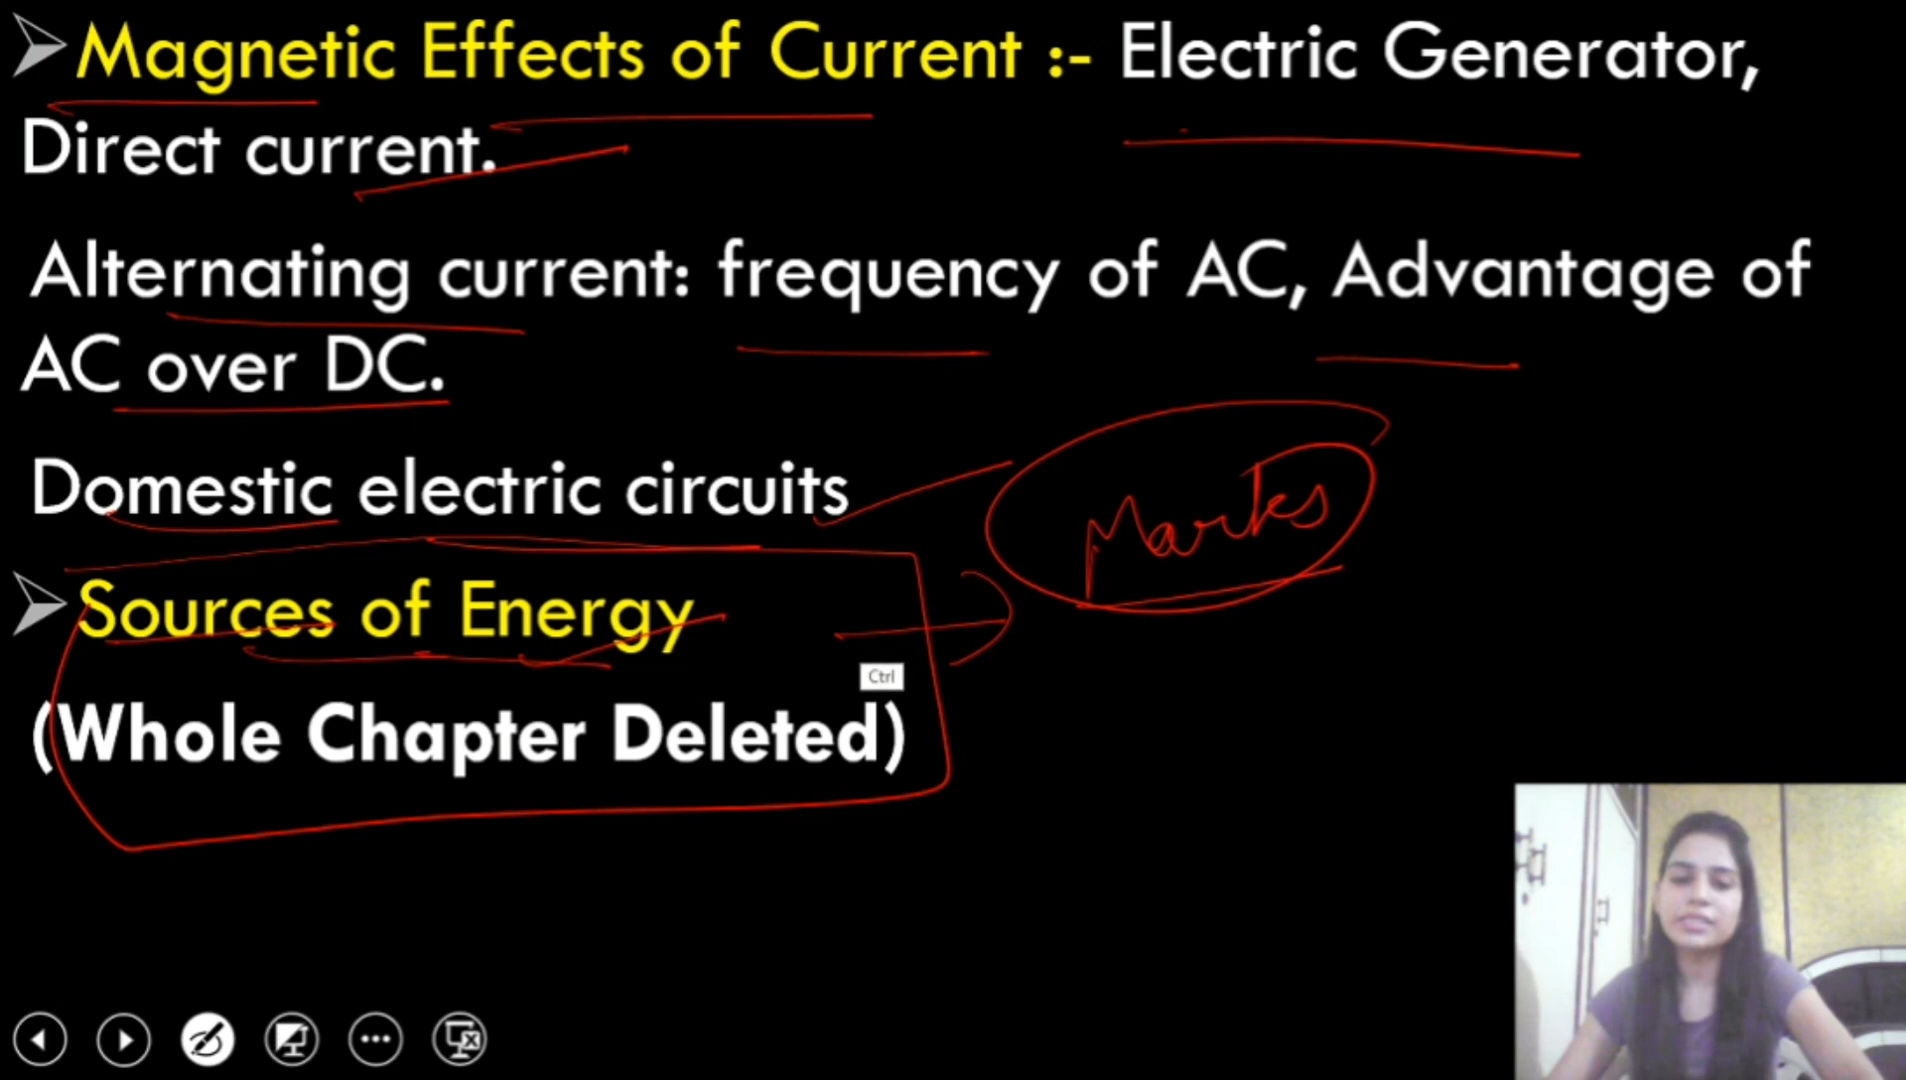 Magnetic Effects of Current :- Electric Generator,
Direct current.
Alternating current: frequency of AC, Advantage of
AC over DC.
Domestic electric circuits
Marks
Sources of Energy
Ctrl
(Whole Chapter Deleted)